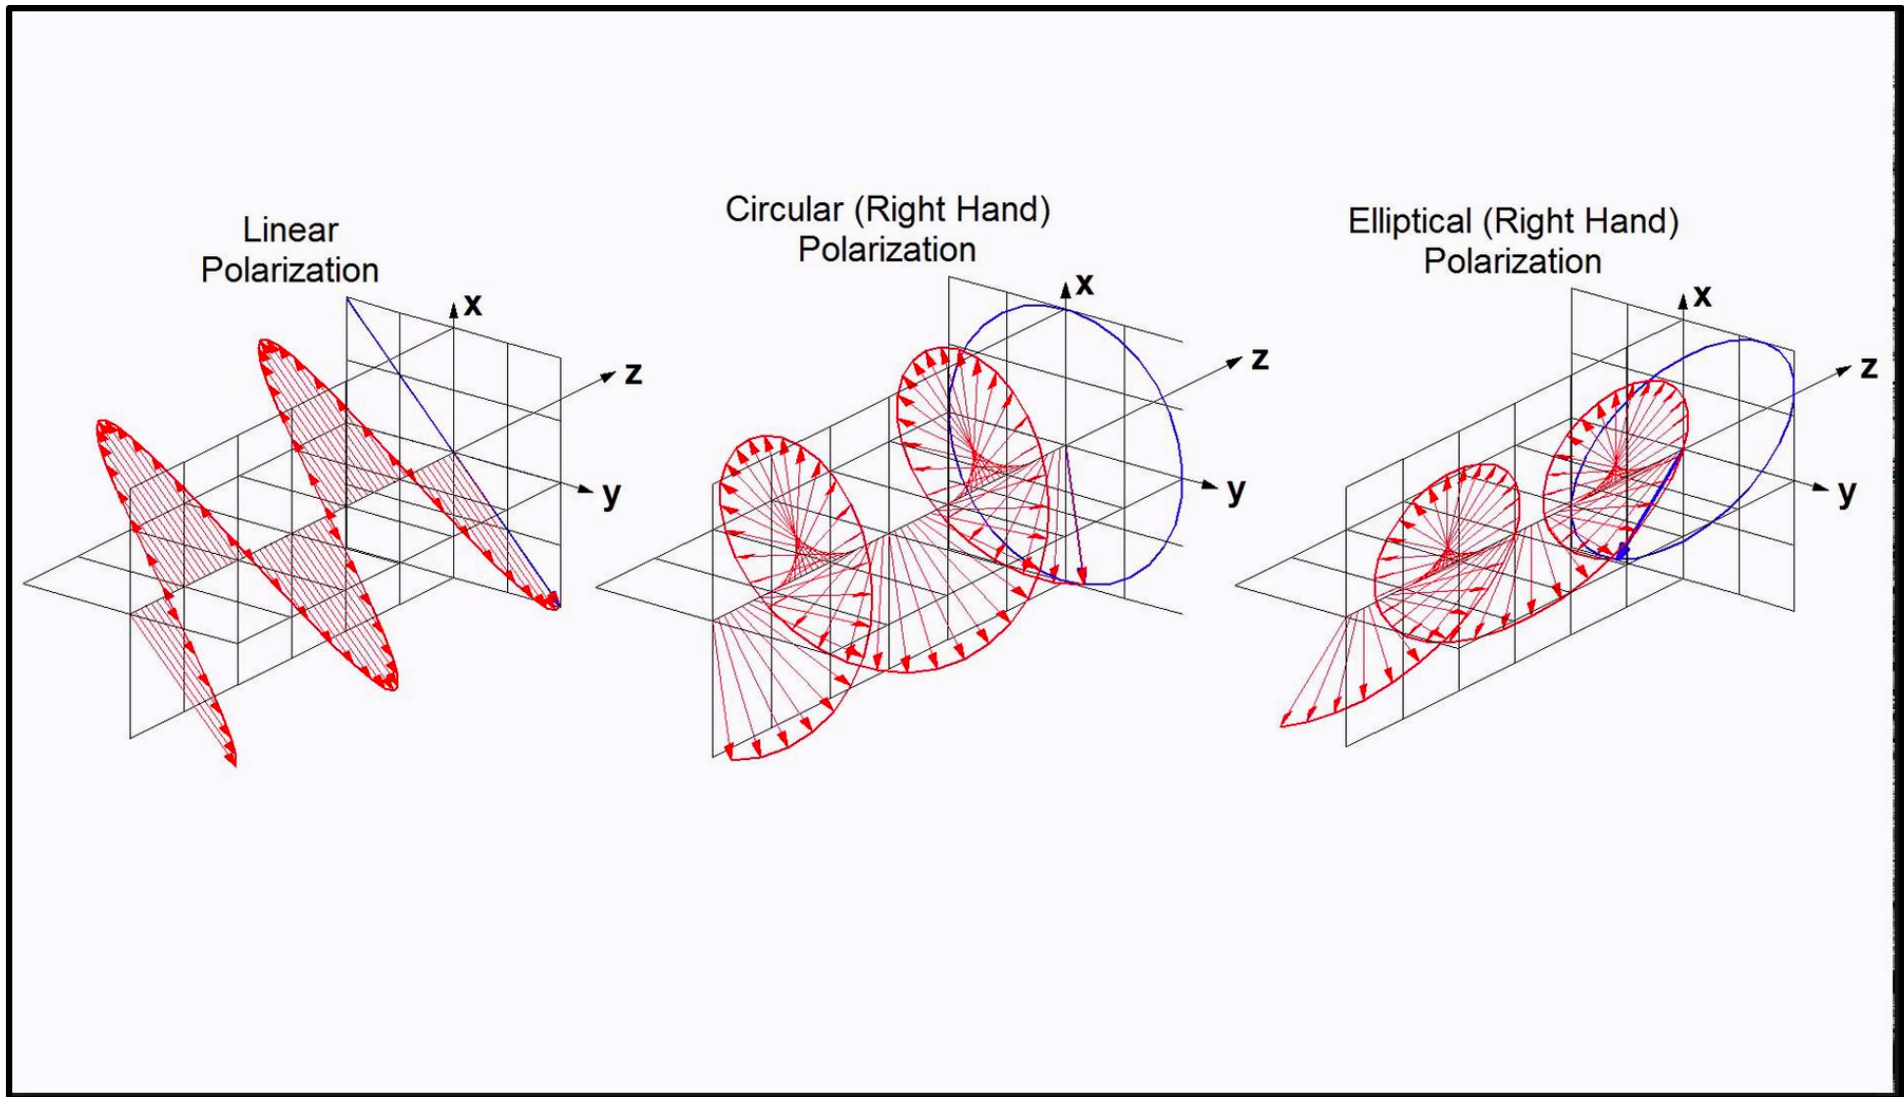 Linear
Polarization
x
z
y
Circular (Right Hand)
Polarization
x
z
y
Elliptical (Right Hand)
Polarization
x
z
y